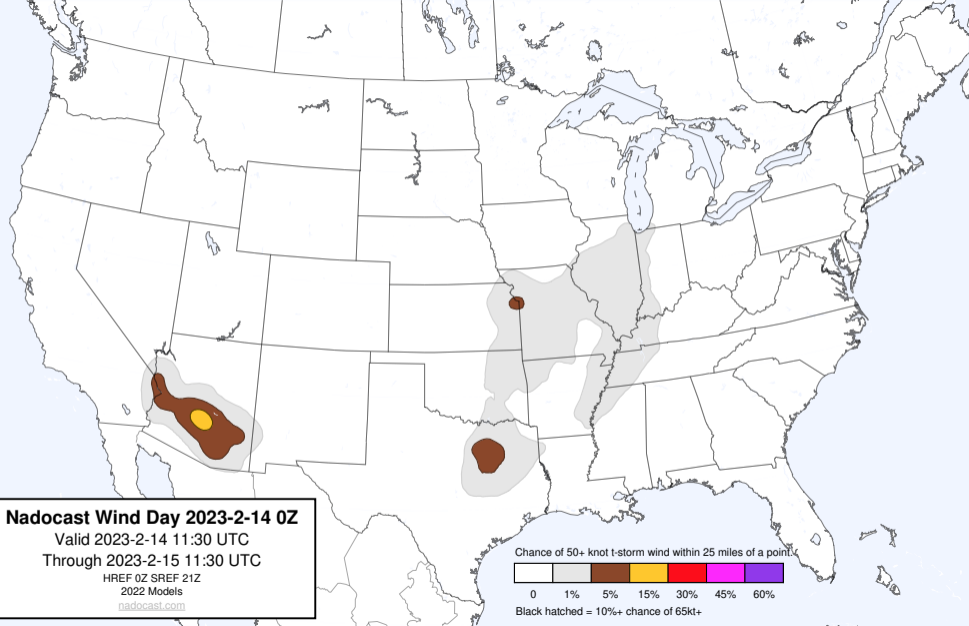 Nadocast Wind Day 2023-2-14 0Z
Valid 2023-2-14 11:30 UTC
Through 2023-2-15 11:30 UTC
HREF 0Z SREF 21Z
2022 Models
nadocast.com
Chance of 50+ knot t-storm wind within 25 miles of a point.
0 1% 5% 15% 30% 45% 60%
Black hatched = 10%+ chance of 65kt+